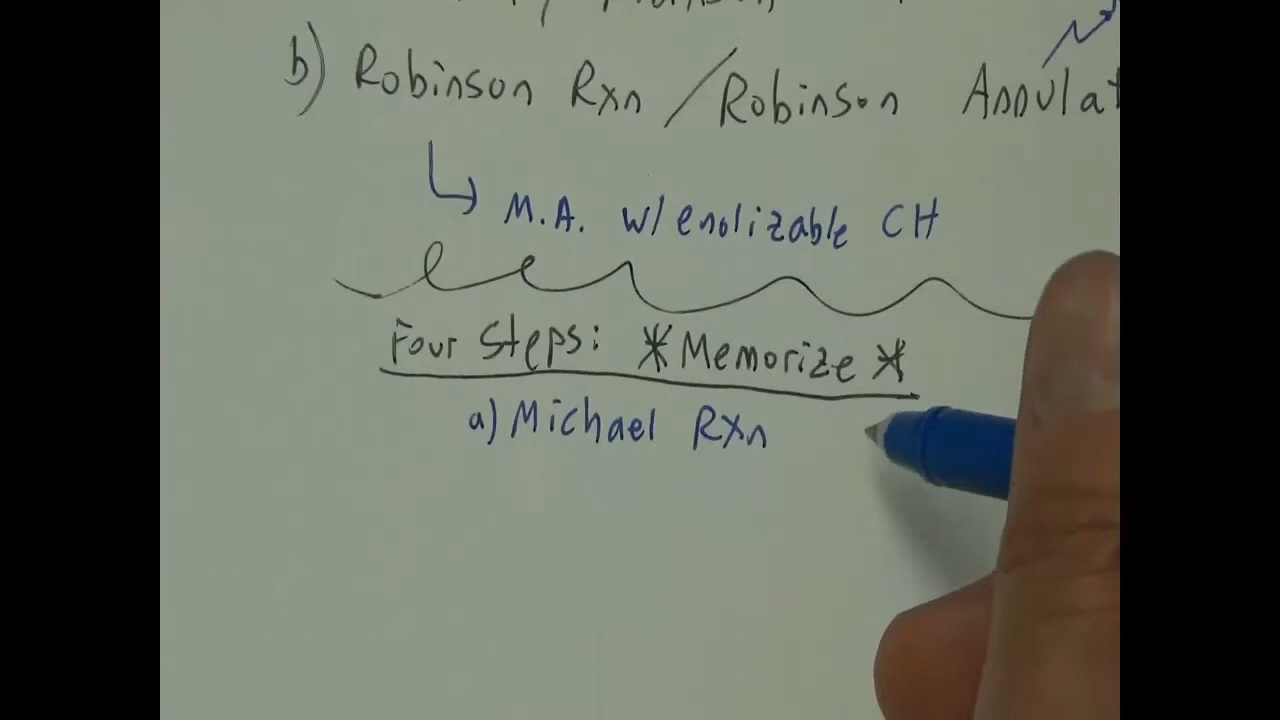 b) Robinson Rxn / Robinson Annulat
M.A. w/ enolizable CH
Four Steps: *Memorize*
a) Michael Rxn